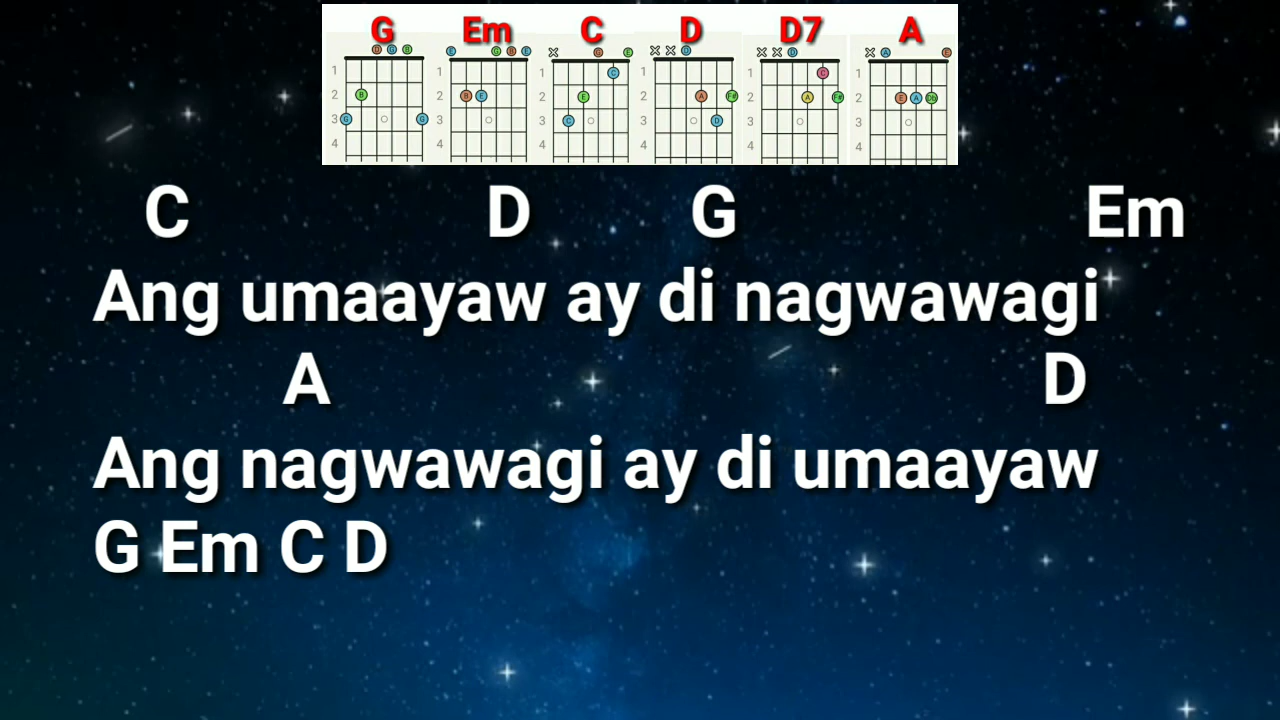 G Em C D D7 A
C D G Em
Ang umaayaw ay di nagwawagi
A D
Ang nagwawagi ay di umaayaw
G Em C D